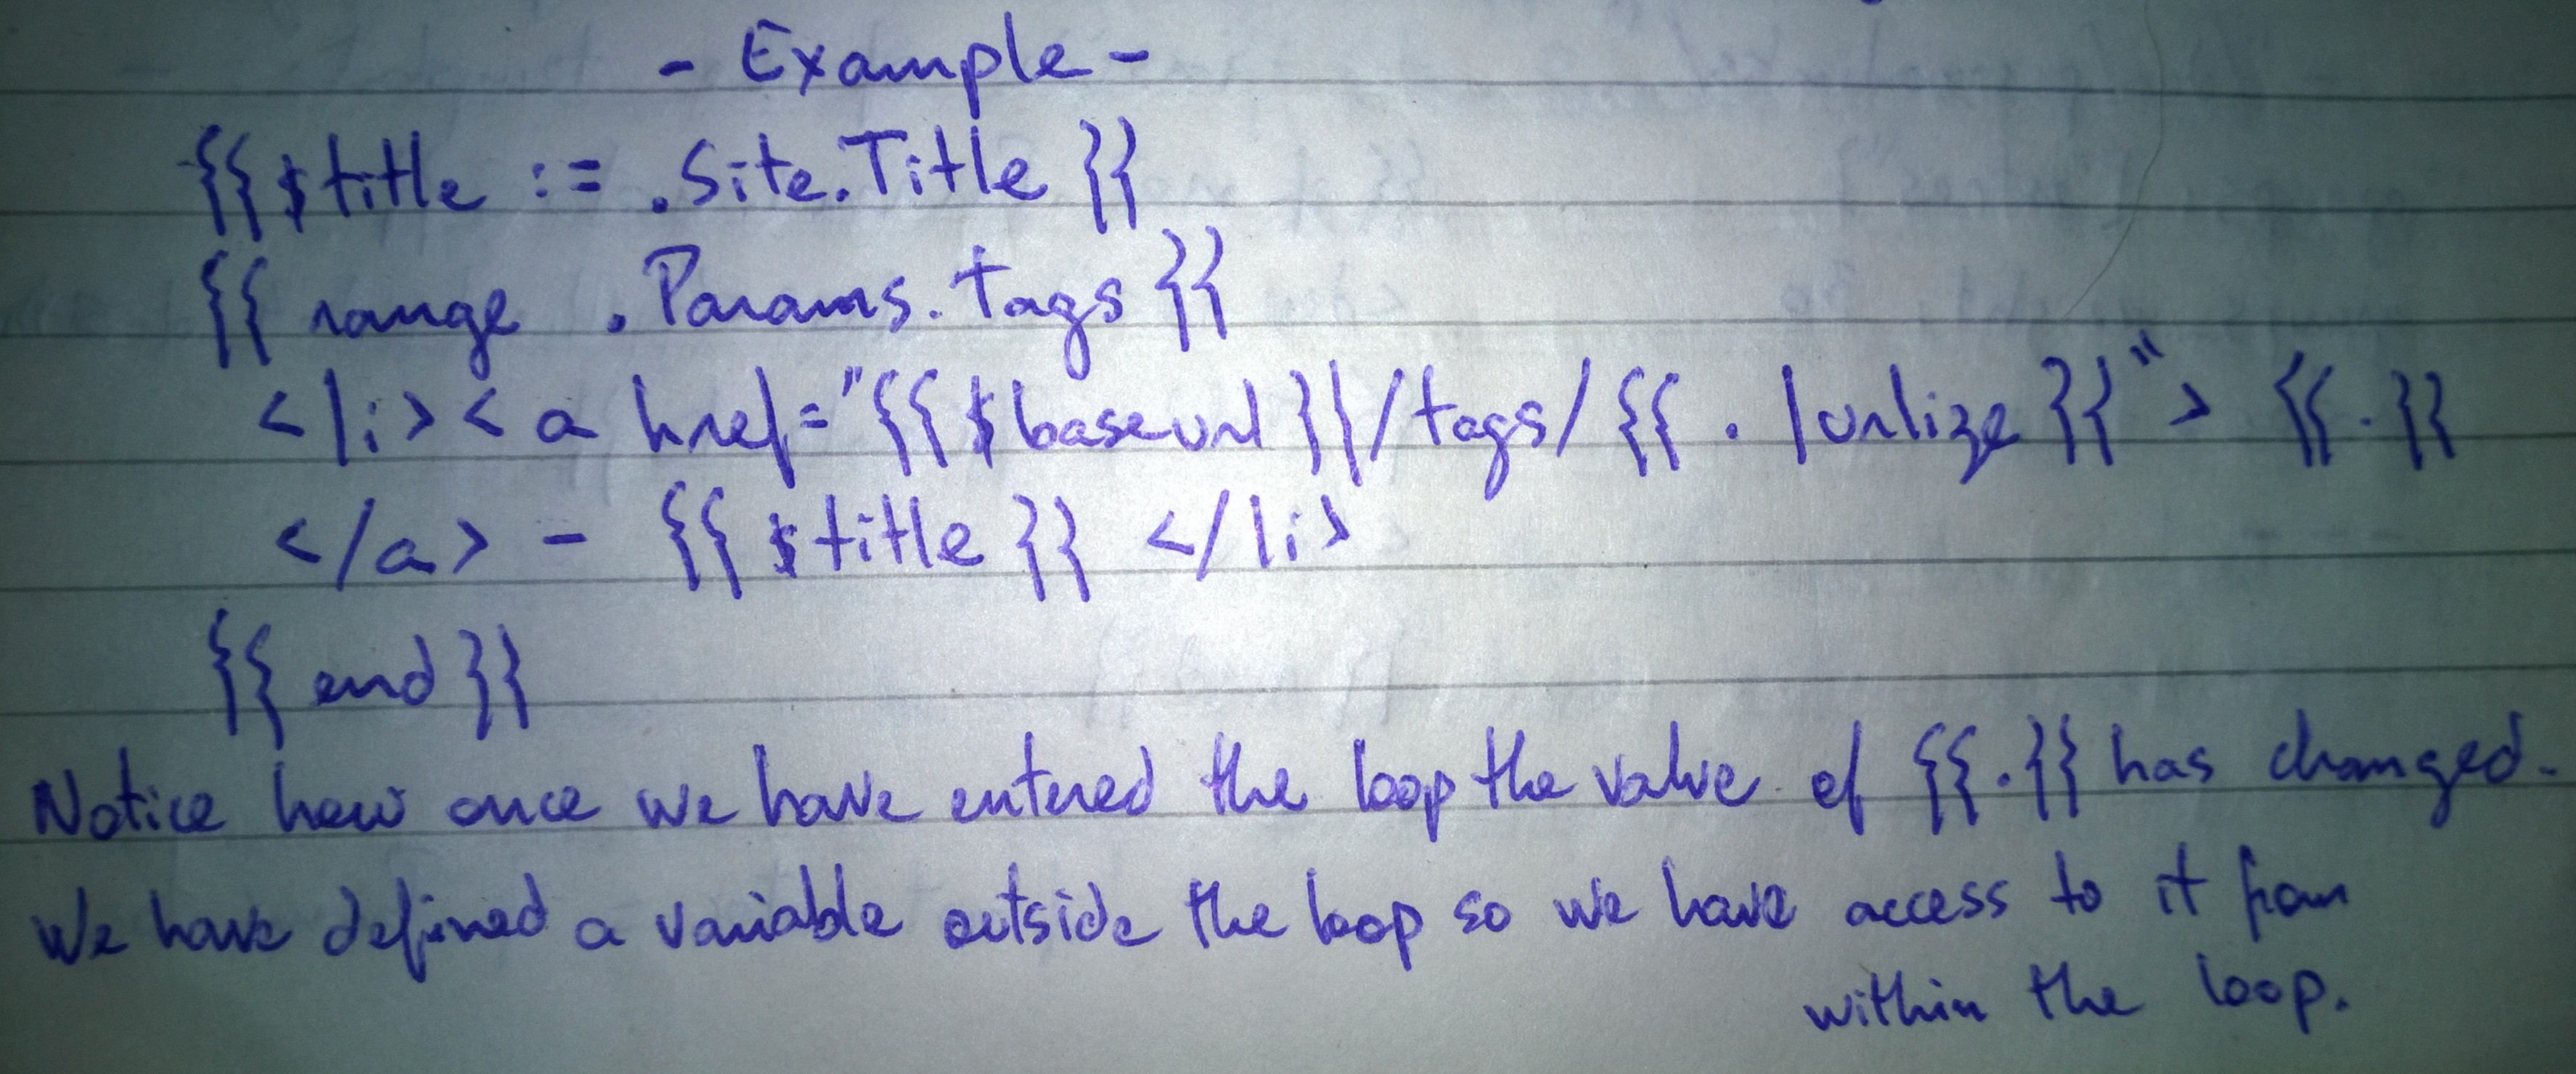 - Example -
{{$title := .Site.Title }}
{{ range .Params.tags }}
<li><a href="{{$baseurl}}/tags/{{ . | urlize }}"> {{.}}
</a> - {{ $title }} </li>
{{ end }}
Notice how once we have entered the loop the value of {{.}} has changed.
We have defined a variable outside the loop so we have access to it from
within the loop.